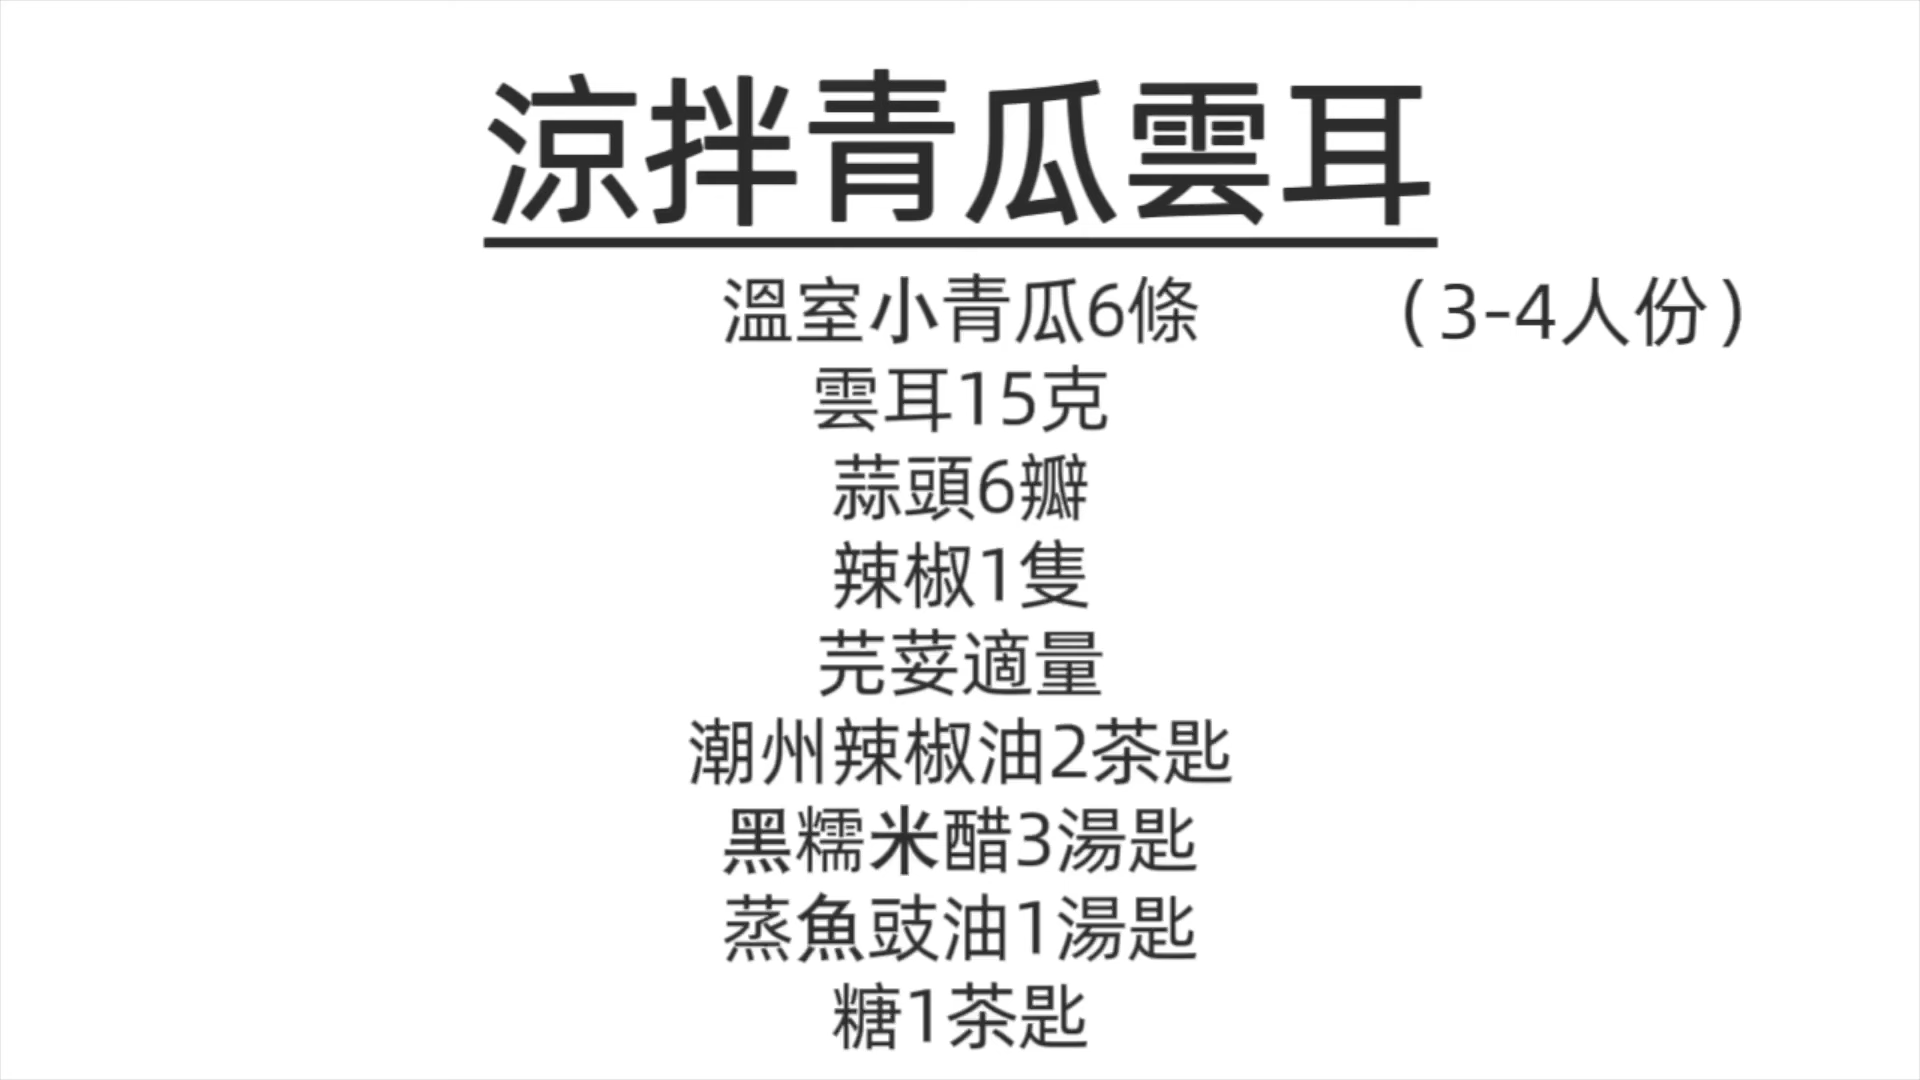 涼拌青瓜雲耳
溫室小青瓜6條 (3-4人份)
雲耳15克
蒜頭6瓣
辣椒1隻
芫荽適量
潮州辣椒油2茶匙
黑糯米醋3湯匙
蒸魚豉油1湯匙
糖1茶匙